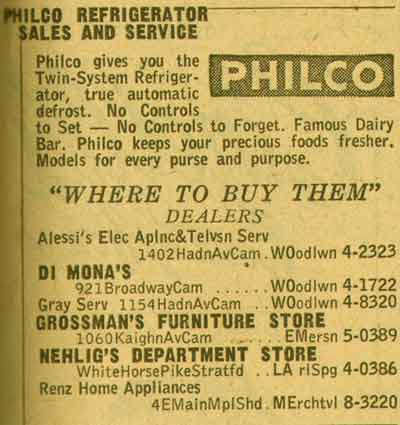 PHILCO REFRIGERATOR
SALES AND SERVICE
Philco gives you the
Twin-System Refriger-
ator, true automatic
defrost. No Controls
PHILCO
to Set — No Controls to Forget. Famous Dairy
Bar. Philco keeps your precious foods fresher.
Models for every purse and purpose.
"WHERE TO BUY THEM"
DEALERS
Alessi's Elec Aplnc&Telvsn Serv
1402HadnAvCam . WOodlwn 4-2323
DI MONA'S
921BroadwayCam ...... WOodlwn 4-1722
Gray Serv 1154HadnAvCam .. WOodlwn 4-8320
GROSSMAN'S FURNITURE STORE
1060KaighnAvCam ....... EMersn 5-0389
NEHLIG'S DEPARTMENT STORE
WhiteHorsePikeStratfd .. LA rlSpg 4-0386
Renz Home Appliances
4EMainMplShd . MErchtvl 8-3220